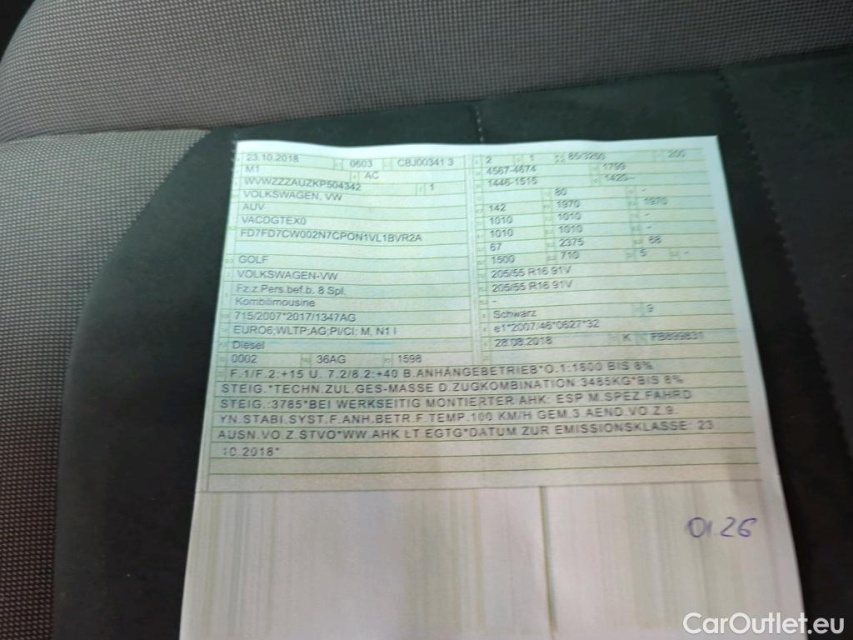 23.10.2018 0603 CBJ00341 3
M1 AC
WVWZZZAUZKP504342 1
VOLKSWAGEN, VW
AUV
VACDGTEX0
FD7FD7CW002N7CPON1VL1BVR2A
GOLF
VOLKSWAGEN-VW
Fz.z.Pers.bef.b. 8 Spl.
Kombilimousine
715/2007*2017/1347AG
EURO6;WLTP;AG;PI/CI; M, N1 I
Diesel
0002 36AG 1598
2 1 85/3250 200
4567-4674 1799
1446-1515 1420--
80 -
142 1970 1970
1010 1010 -
1010 1010 -
67 2375 68
1500 710 5 -
205/55 R16 91V
205/55 R16 91V
-
Schwarz 9
e1*2007/46*0627*32
28.08.2018 K FB899831
F.1/F.2:+15 U. 7.2/8.2:+40 B.ANHÄNGEBETRIEB*O.1:1800 BIS 8%
STEIG.*TECHN.ZUL.GES-MASSE D.ZUGKOMBINATION:3485KG*BIS 8%
STEIG.:3785*BEI WERKSEITIG MONTIERTER AHK: ESP M.SPEZ.FAHRD
YN.STABI.SYST.F.ANH.BETR.F.TEMP.100 KM/H GEM.3.AEND.VO.Z.9.
AUSN.VO.Z.STVO*WW.AHK LT.EGTG*DATUM ZUR EMISSIONSKLASSE: 23
.10.2018*
01.26
CarOutlet.eu